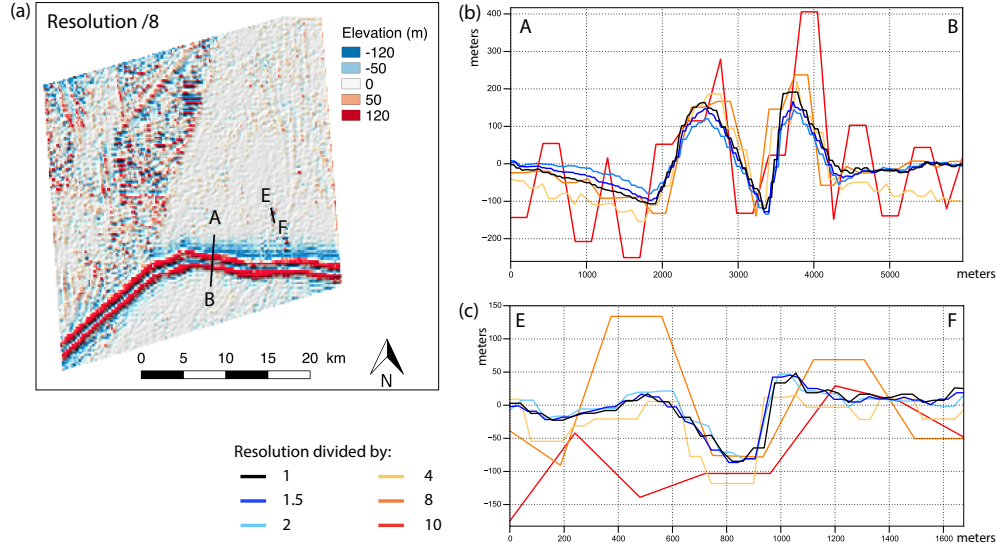 (a)
Resolution /8
Elevation (m)
-120
-50
0
50
120
E
F
A
B
0 5 10 15 20 km
N
Resolution divided by:
1 4
1.5 8
2 10
(b)
meters
A B
400
300
200
100
0
−100
−200
0 1000 2000 3000 4000 5000 meters
(c)
meters
E F
150
100
50
0
−50
−100
−150
0 200 400 600 800 1000 1200 1400 1600 meters